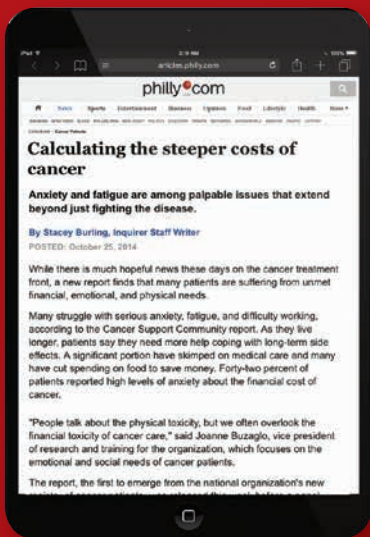 iPad
2:19 AM
100%
articles.philly.com
philly.com
News Sports Entertainment Business Opinion Food Lifestyle Health More
Calculating the steeper costs of
cancer
Anxiety and fatigue are among palpable issues that extend
beyond just fighting the disease.
By Stacey Burling, Inquirer Staff Writer
POSTED: October 25, 2014
While there is much hopeful news these days on the cancer treatment
front, a new report finds that many patients are suffering from unmet
financial, emotional, and physical needs.
Many struggle with serious anxiety, fatigue, and difficulty working,
according to the Cancer Support Community report. As they live
longer, patients say they need more help coping with long-term side
effects. A significant portion have skimped on medical care and many
have cut spending on food to save money. Forty-two percent of
patients reported high levels of anxiety about the financial cost of
cancer.
"People talk about the physical toxicity, but we often overlook the
financial toxicity of cancer care," said Joanne Buzaglo, vice president
of research and training for the organization, which focuses on the
emotional and social needs of cancer patients.
The report, the first to emerge from the national organization's new